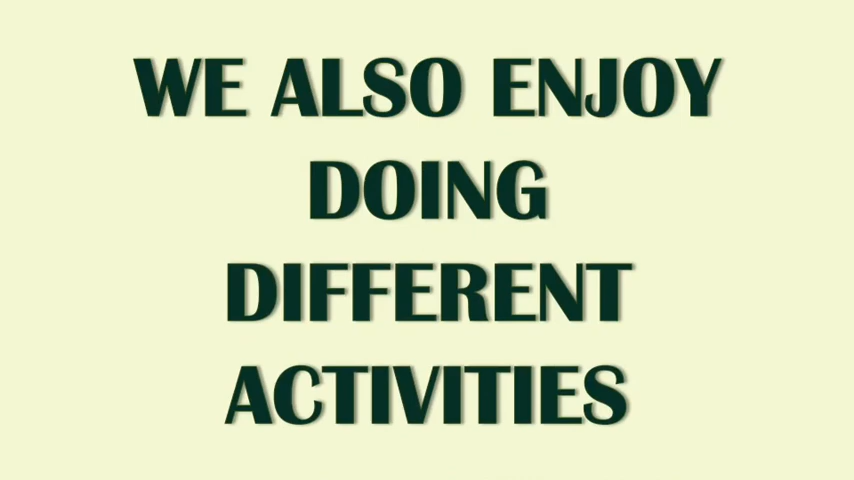 WE ALSO ENJOY
DOING
DIFFERENT
ACTIVITIES